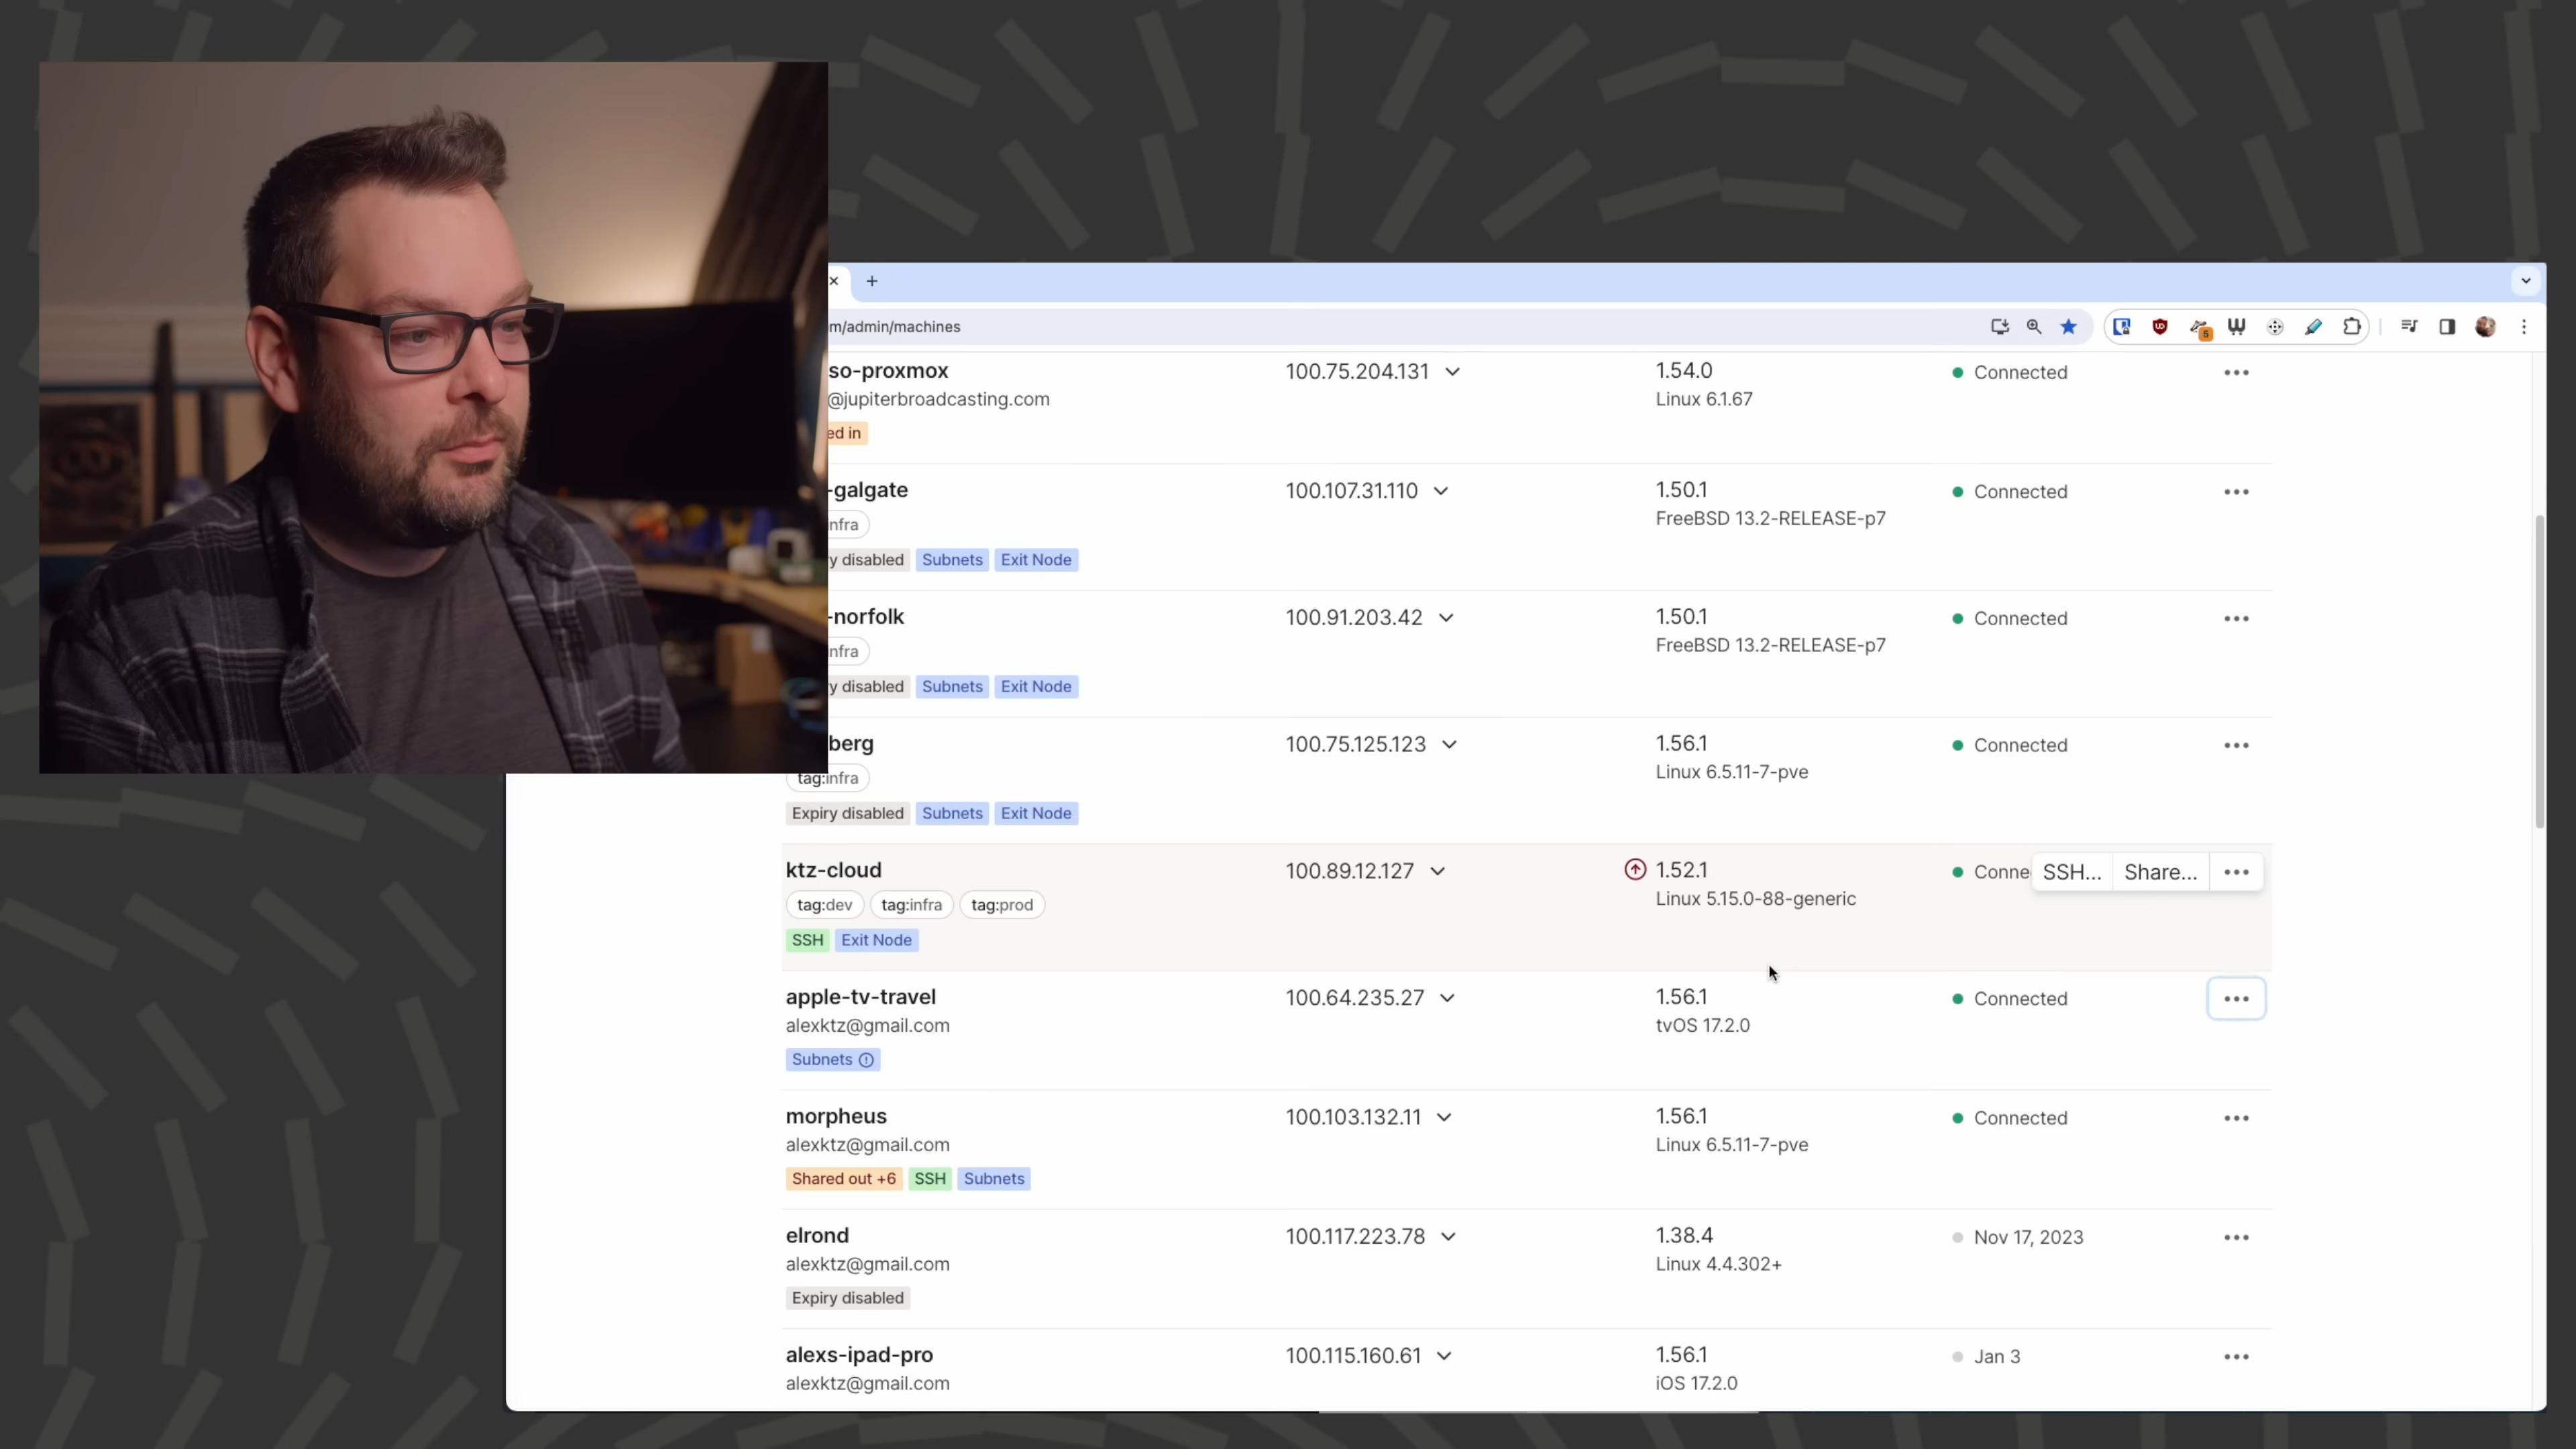 m/admin/machines
5
so-proxmox 100.75.204.131 1.54.0 Connected
@jupiterbroadcasting.com Linux 6.1.67
ed in
-galgate 100.107.31.110 1.50.1 Connected
nfra FreeBSD 13.2-RELEASE-p7
y disabled Subnets Exit Node
-norfolk 100.91.203.42 1.50.1 Connected
nfra FreeBSD 13.2-RELEASE-p7
y disabled Subnets Exit Node
berg 100.75.125.123 1.56.1 Connected
tag:infra Linux 6.5.11-7-pve
Expiry disabled Subnets Exit Node
ktz-cloud 100.89.12.127 1.52.1 Conne SSH... Share...
tag:dev tag:infra tag:prod Linux 5.15.0-88-generic
SSH Exit Node
apple-tv-travel 100.64.235.27 1.56.1 Connected
alexktz@gmail.com tvOS 17.2.0
Subnets
morpheus 100.103.132.11 1.56.1 Connected
alexktz@gmail.com Linux 6.5.11-7-pve
Shared out +6 SSH Subnets
elrond 100.117.223.78 1.38.4 Nov 17, 2023
alexktz@gmail.com Linux 4.4.302+
Expiry disabled
alexs-ipad-pro 100.115.160.61 1.56.1 Jan 3
alexktz@gmail.com iOS 17.2.0